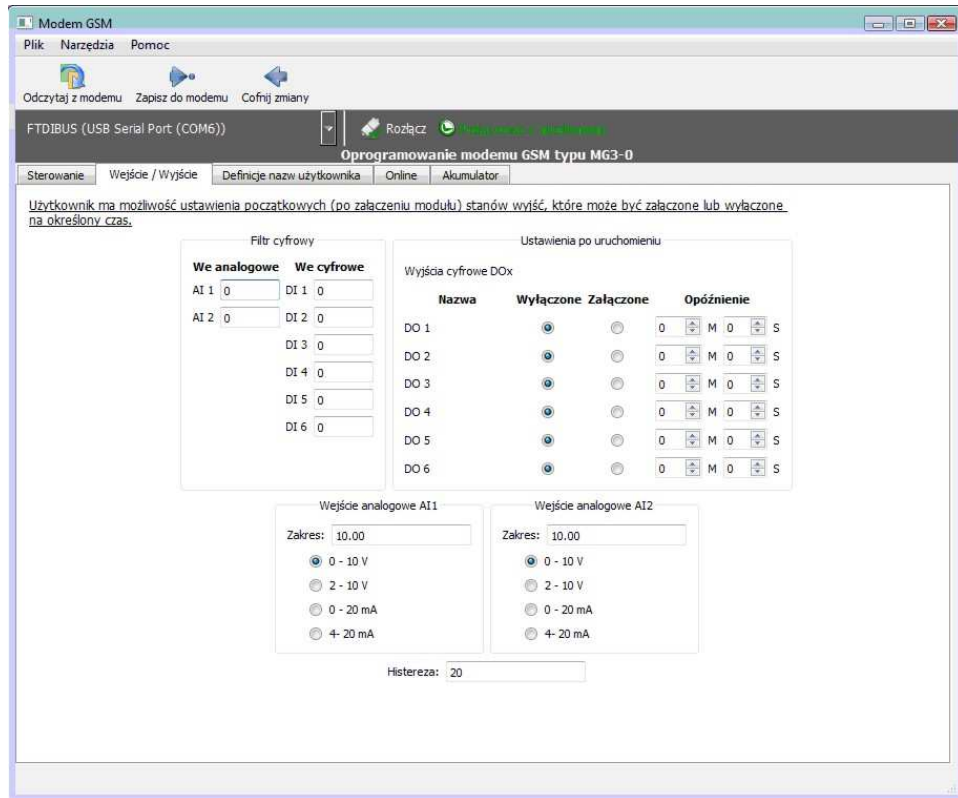 Modem GSM
Plik Narzędzia Pomoc
Odczytaj z modemu Zapisz do modemu Cofnij zmiany
FTDIBUS (USB Serial Port (COM6)) Rozłącz
Oprogramowanie modemu GSM typu MG3-0
Sterowanie Wejście / Wyjście Definicje nazw użytkownika Online Akumulator
Użytkownik ma możliwość ustawienia początkowych (po załączeniu modułu) stanów wyjść, które może być załączone lub wyłączone
na określony czas.
Filtr cyfrowy
We analogowe We cyfrowe
AI 1 0 DI 1 0
AI 2 0 DI 2 0
DI 3 0
DI 4 0
DI 5 0
DI 6 0
Ustawienia po uruchomieniu
Wyjścia cyfrowe DOx
Nazwa Wyłączone Załączone Opóźnienie
DO 1 0 M 0 S
DO 2 0 M 0 S
DO 3 0 M 0 S
DO 4 0 M 0 S
DO 5 0 M 0 S
DO 6 0 M 0 S
Wejście analogowe AI1
Zakres: 10.00
0 - 10 V
2 - 10 V
0 - 20 mA
4- 20 mA
Wejście analogowe AI2
Zakres: 10.00
0 - 10 V
2 - 10 V
0 - 20 mA
4- 20 mA
Histereza: 20